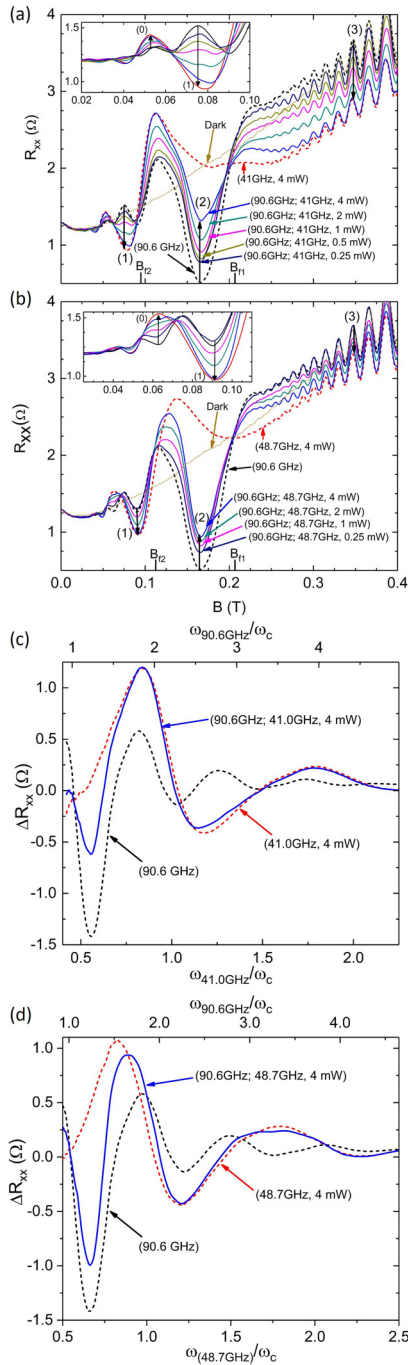 (a)
4
3
2
1
R_xx (Ω)
1.5
1.0
(0)
(1)
0.02 0.04 0.06 0.08 0.10
(3)
Dark
(41GHz, 4 mW)
(2)
(90.6GHz; 41GHz, 4 mW)
(90.6GHz; 41GHz, 2 mW)
(90.6GHz; 41GHz, 1 mW)
(90.6GHz; 41GHz, 0.5 mW)
(90.6GHz; 41GHz, 0.25 mW)
(1)
(90.6 GHz)
B_f2
B_f1
(b)
4
3
2
1
R_XX(Ω)
1.5
1.0
(0)
(1)
0.04 0.06 0.08 0.10
(3)
Dark
(48.7GHz, 4 mW)
(90.6 GHz)
(2)
(90.6GHz; 48.7GHz, 4 mW)
(90.6GHz; 48.7GHz, 2 mW)
(90.6GHz; 48.7GHz, 1 mW)
(90.6GHz; 48.7GHz, 0.25 mW)
(1)
B_f2
B_f1
0.0 0.1 0.2 0.3 0.4
B (T)
(c)
ω_90.6GHz/ω_c
1 2 3 4
1.0
0.5
0.0
-0.5
-1.0
-1.5
ΔR_xx (Ω)
(90.6GHz; 41.0GHz, 4 mW)
(41.0GHz, 4 mW)
(90.6 GHz)
0.5 1.0 1.5 2.0
ω_41.0GHz/ω_c
(d)
ω_90.6GHz/ω_c
1 2 3 4
1.0
0.5
0.0
-0.5
-1.0
-1.5
ΔR_xx (Ω)
(90.6GHz; 48.7GHz, 4 mW)
(48.7GHz, 4 mW)
(90.6 GHz)
0.5 1.0 1.5 2.0 2.5
ω_(48.7GHz)/ω_c